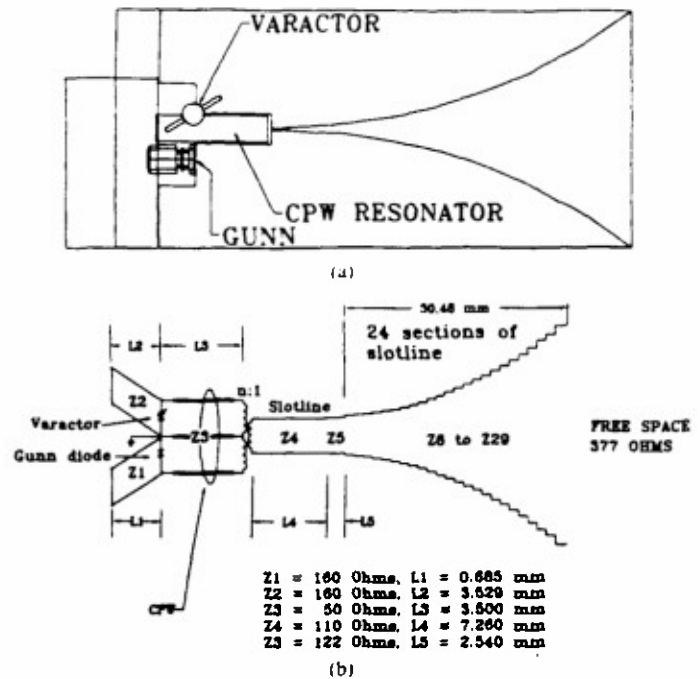 VARACTOR
CPW RESONATOR
GUNN
(a)
30.48 mm
24 sections of
slotline
L2
L3
n:1
Slotline
Z2
Varactor
Z3
Z4
Z5
Z6 to Z29
FREE SPACE
377 OHMS
Gunn diode
Z1
L1
L4
L5
CPW
Z1 = 160 Ohms, L1 = 0.685 mm
Z2 = 160 Ohms, L2 = 3.529 mm
Z3 = 50 Ohms, L3 = 3.500 mm
Z4 = 110 Ohms, L4 = 7.260 mm
Z5 = 122 Ohms, L5 = 2.540 mm
(b)